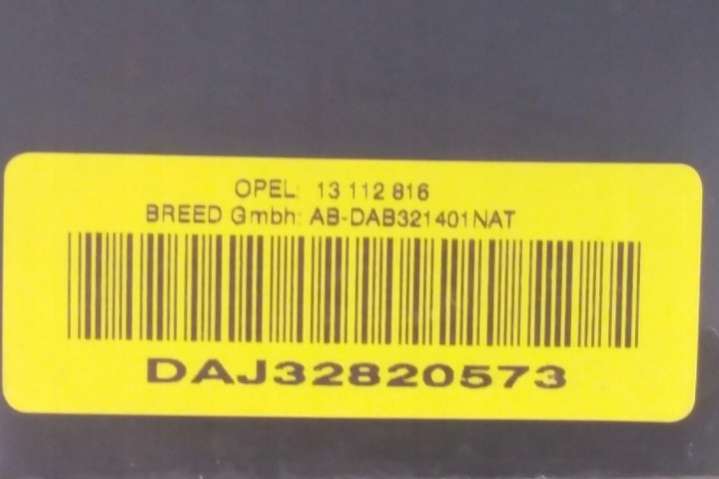 OPEL: 13 112 816
BREED Gmbh: AB-DAB321401NAT
DAJ32820573